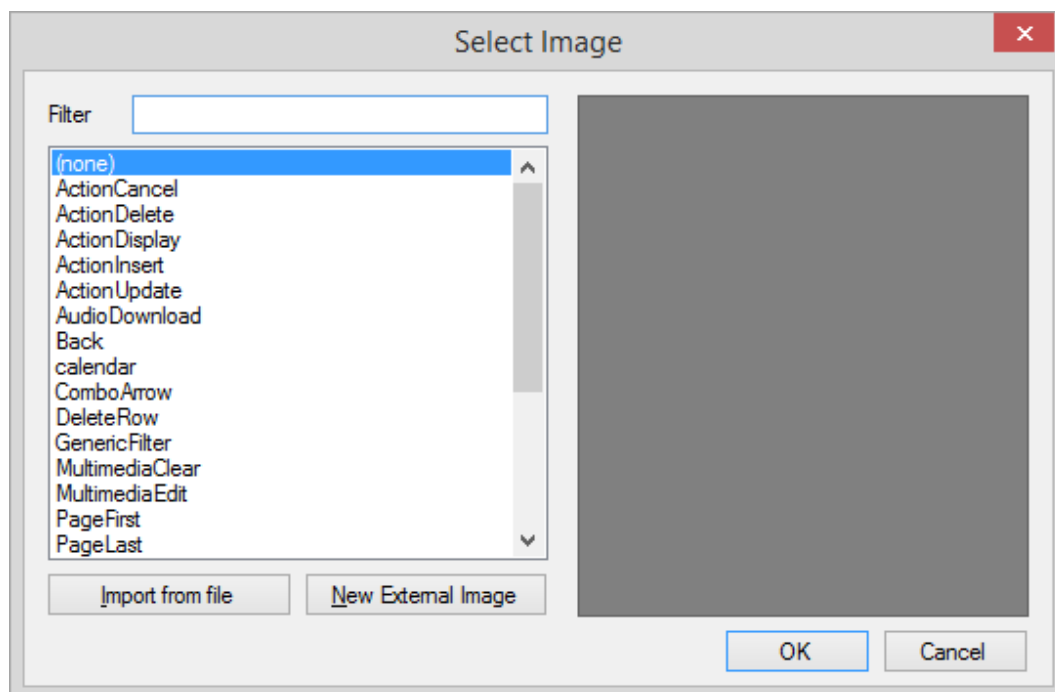 Select Image
Filter
(none)
ActionCancel
ActionDelete
ActionDisplay
ActionInsert
ActionUpdate
AudioDownload
Back
calendar
ComboArrow
DeleteRow
GenericFilter
MultimediaClear
MultimediaEdit
PageFirst
PageLast
Import from file
New External Image
OK
Cancel